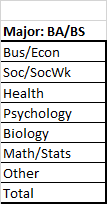 Major: BA/BS
Bus/Econ
Soc/SocWk
Health
Psychology
Biology
Math/Stats
Other
Total